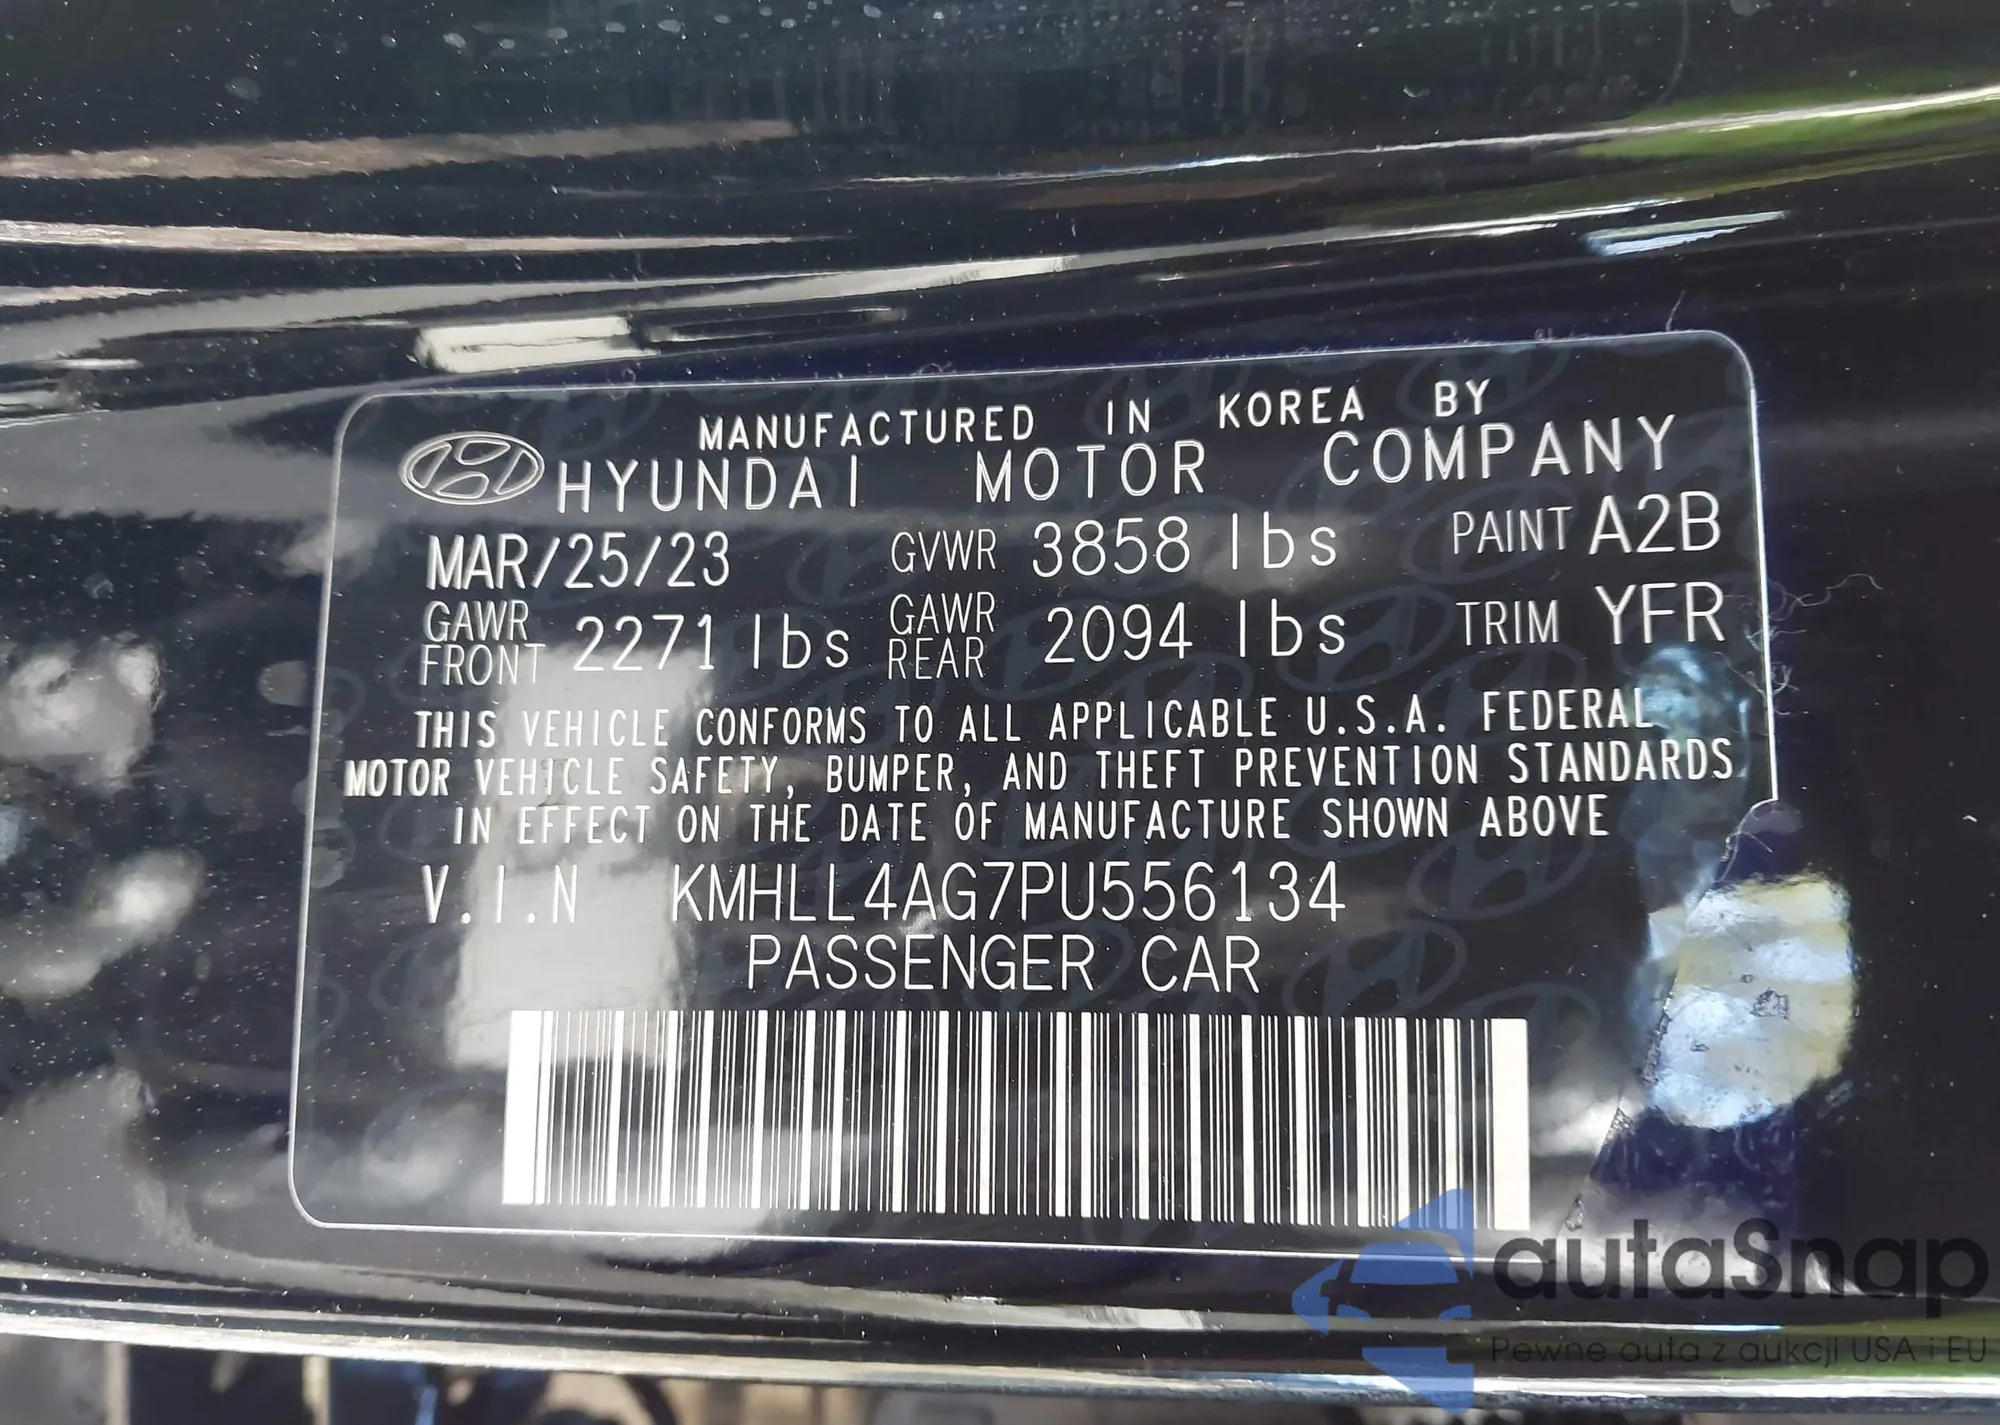 MANUFACTURED IN KOREA BY
HYUNDAI MOTOR COMPANY
MAR/25/23 GVWR 3858 lbs PAINT A2B
GAWR FRONT 2271 lbs GAWR REAR 2094 lbs TRIM YFR
THIS VEHICLE CONFORMS TO ALL APPLICABLE U.S.A. FEDERAL
MOTOR VEHICLE SAFETY, BUMPER, AND THEFT PREVENTION STANDARDS
IN EFFECT ON THE DATE OF MANUFACTURE SHOWN ABOVE
V.I.N KMHLL4AG7PU556134
PASSENGER CAR
autaSnap
Pewne auta z aukcji USA i EU